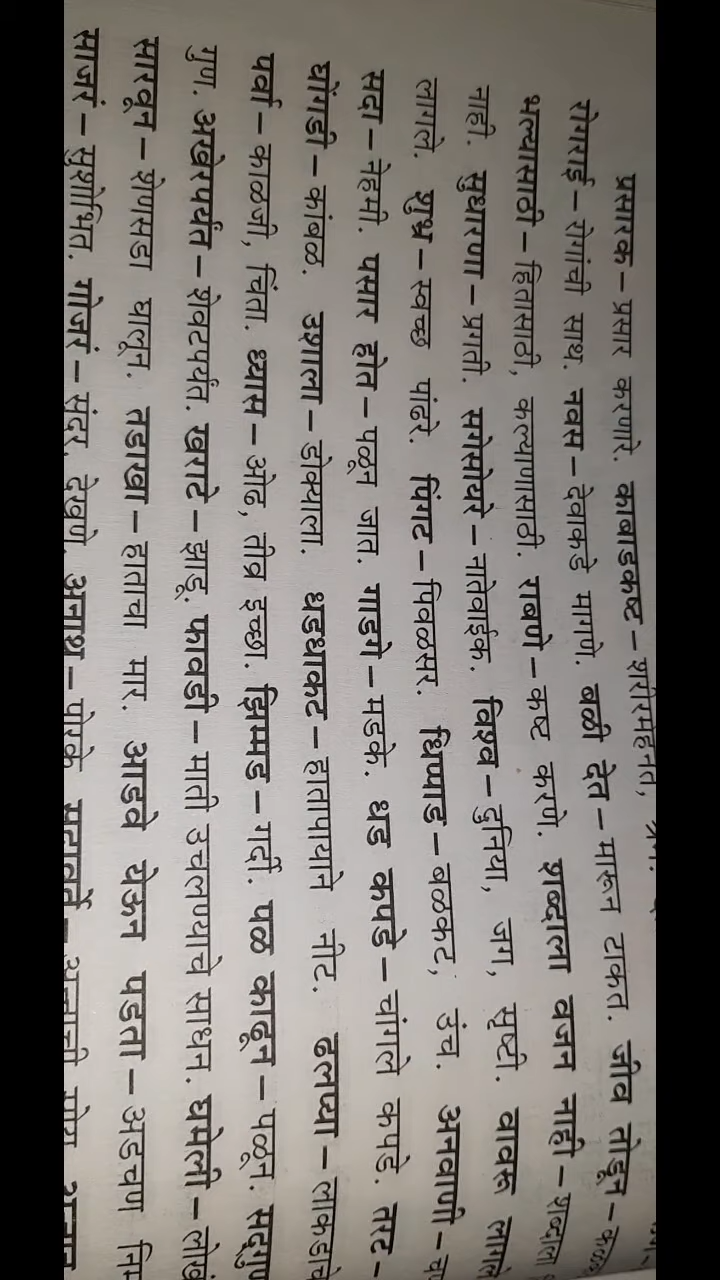 प्रसारक – प्रसार करणारे. काबाडकष्ट – शरीरमेहनत,
रोगराई – रोगांची साथ. नवस – देवाकडे मागणे. बळी देत – मारून टाकत. जीव तोडून – कळकळ
भल्यासाठी – हितासाठी, कल्याणासाठी. राबणे – कष्ट करणे. शब्दाला वजन नाही – शब्दाला
नाही. सुधारणा – प्रगती. सगेसोयरे – नातेवाईक. विश्व – दुनिया, जग, सृष्टी. वावरू लागले
लागले. शुभ्र – स्वच्छ पांढरे. पिंगट – पिवळसर. धिप्पाड – बळकट, उंच. अनवाणी –
सदा – नेहमी. पसार होत – पळून जात. गाडगे – मडके. धड कपडे – चांगले कपडे. तरट –
घोंगडी – कांबळ. उशाला – डोक्याला. धडधाकट – हातापायाने नीट. ढलप्या – लाकडाचे
पर्वा – काळजी, चिंता. ध्यास – ओढ, तीव्र इच्छा. झिम्मड – गर्दी. पळ काढून – पळून. सद्गुण
गुण. अखेरपर्यंत – शेवटपर्यंत. खराटे – झाडू. फावडी – माती उचलण्याचे साधन. घमेली – लोखं
सारवून – शेणसडा घालून. तडाखा – हाताचा मार. आडवे येऊन पडता – अडचण निर्म
साजरं – सुशोभित. गोजरं – सुंदर, देखणे. अनाथ – पोरके